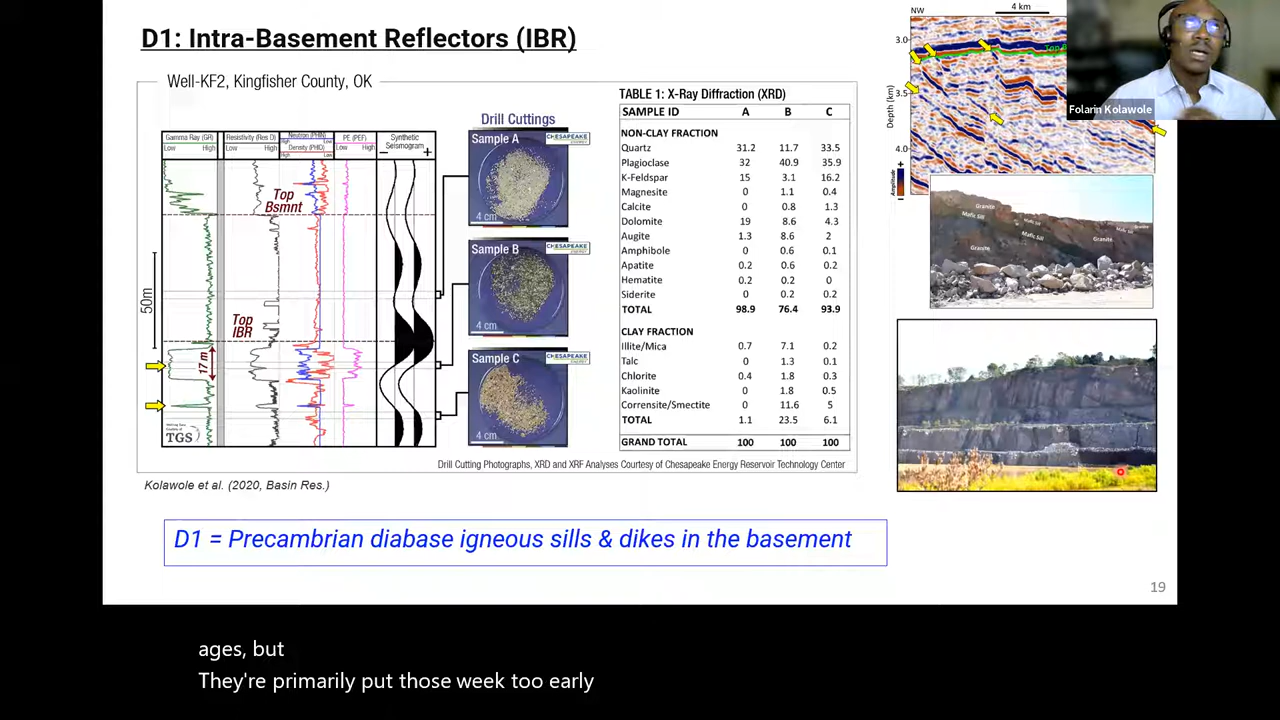 D1: Intra-Basement Reflectors (IBR)
Well-KF2, Kingfisher County, OK
Gamma Ray (GR)
Low High
Resistivity (Res D)
Low High
Neutron (PHIN)
High Low
Density(PHID)
High Low
PE (PEF)
Low High
Synthetic
Seismogram
− +
Top
Bsmnt
Top
IBR
50m
17 m
TGS
Drill Cuttings
Sample A
CHESAPEAKE
4 cm
Sample B
CHESAPEAKE
4 cm
Sample C
CHESAPEAKE
4 cm
TABLE 1: X-Ray Diffraction (XRD)
SAMPLE ID A B C
NON-CLAY FRACTION
Quartz 31.2 11.7 33.5
Plagioclase 32 40.9 35.9
K-Feldspar 15 3.1 16.2
Magnesite 0 1.1 0.4
Calcite 0 0.8 1.3
Dolomite 19 8.6 4.3
Augite 1.3 8.6 2
Amphibole 0 0.6 0.1
Apatite 0.2 0.6 0.2
Hematite 0.2 0.2 0
Siderite 0 0.2 0.2
TOTAL 98.9 76.4 93.9
CLAY FRACTION
Illite/Mica 0.7 7.1 0.2
Talc 0 1.3 0.1
Chlorite 0.4 1.8 0.3
Kaolinite 0 1.8 0.5
Corrensite/Smectite 0 11.6 5
TOTAL 1.1 23.5 6.1
GRAND TOTAL 100 100 100
Drill Cutting Photographs, XRD and XRF Analyses Courtesy of Chesapeake Energy Reservoir Technology Center
Kolawole et al. (2020, Basin Res.)
NW
4 km
3.0
3.5
4.0
Depth (km)
Amplitude
+
−
Folarin Kolawole
Granite
Mafic Sill
Mafic Sill
Granite
Granite
D1 = Precambrian diabase igneous sills & dikes in the basement
19
ages, but
They're primarily put those week too early